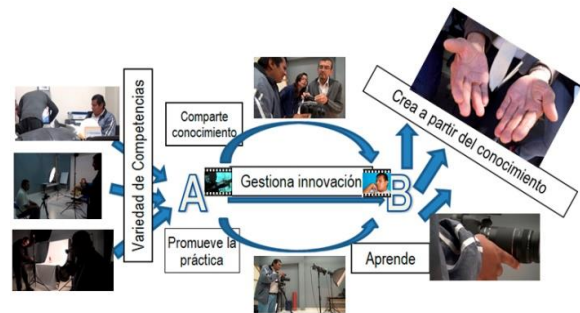 Variedad de Competencias
Comparte
conocimiento
A
Gestiona innovación
B
Promueve la
práctica
Aprende
Crea a partir del conocimiento